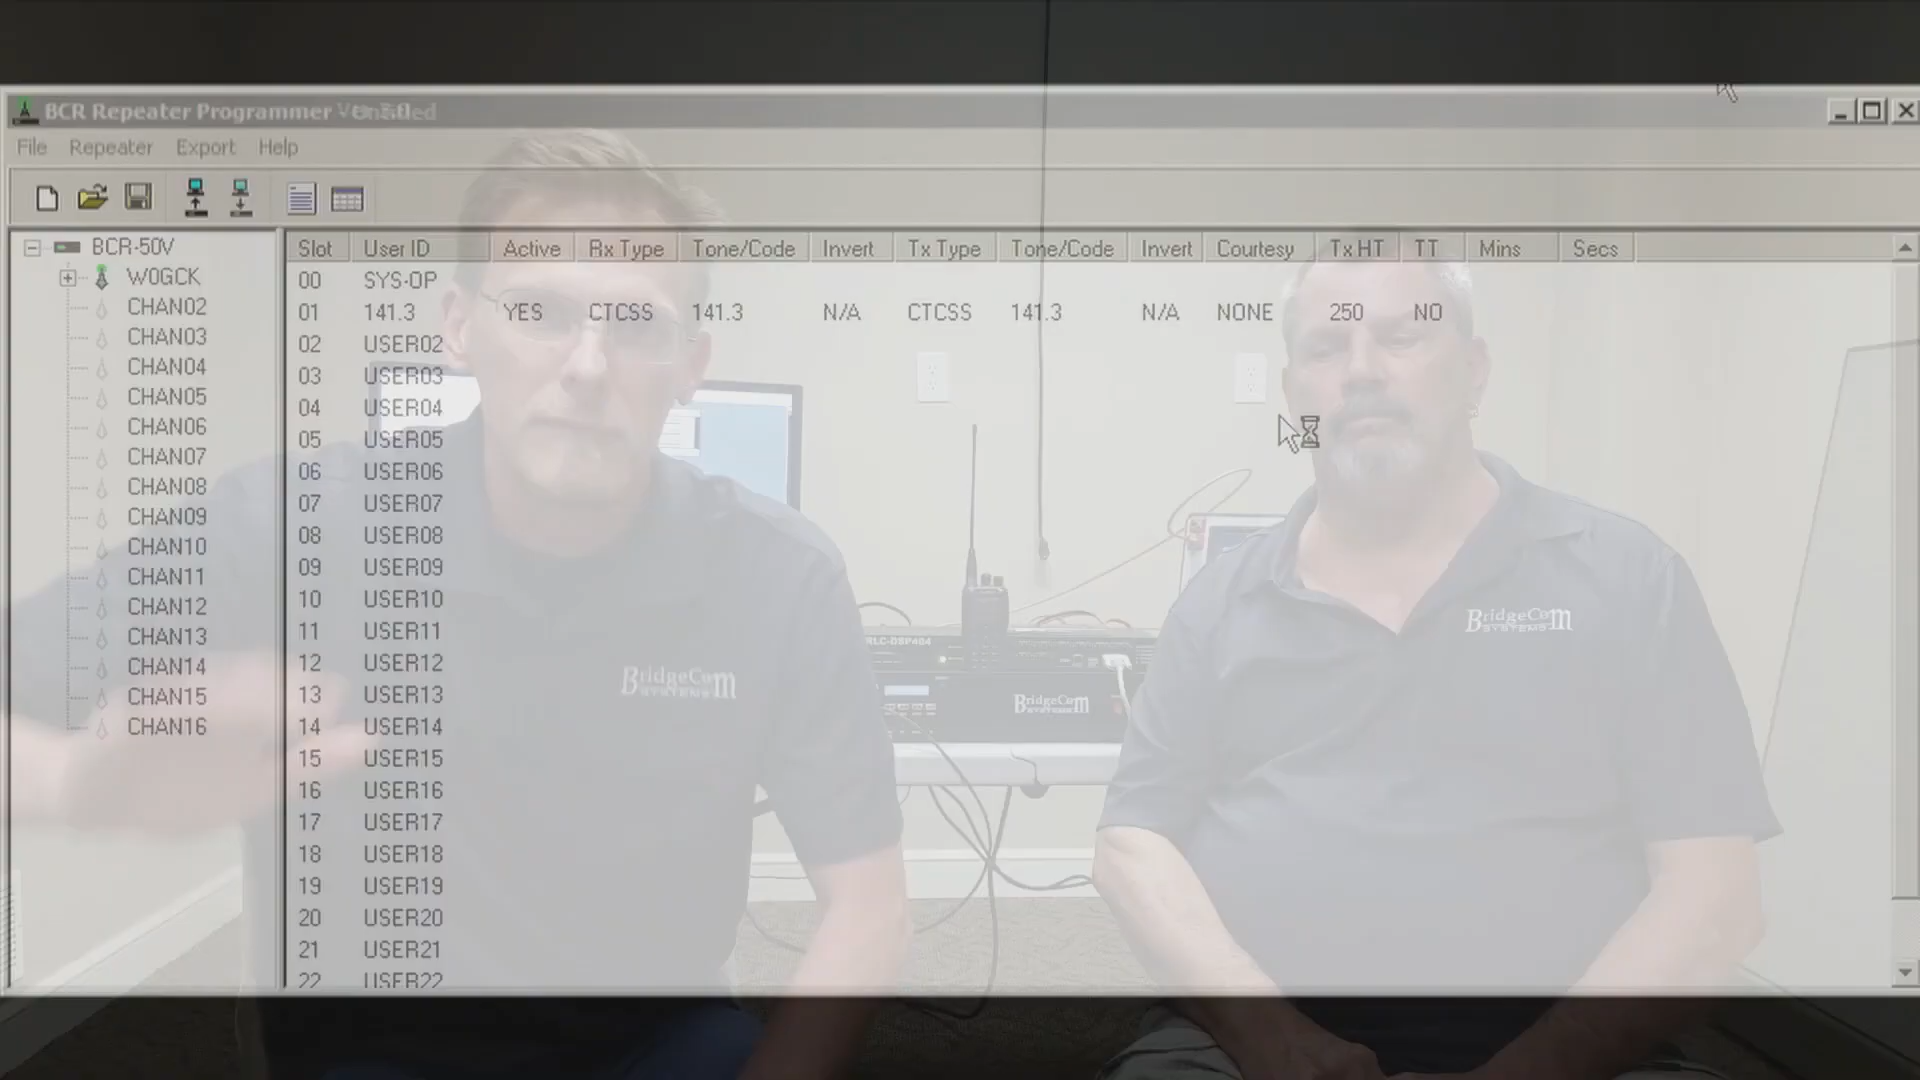 BCR Repeater Programmer
File Repeater Export Help
BCR-50V
W0GCK
CHAN02
CHAN03
CHAN04
CHAN05
CHAN06
CHAN07
CHAN08
CHAN09
CHAN10
CHAN11
CHAN12
CHAN13
CHAN14
CHAN15
CHAN16
Slot User ID Active Rx Type Tone/Code Invert Tx Type Tone/Code Invert Courtesy Tx HT TT Mins Secs
00 SYS-OP
01 141.3 YES CTCSS 141.3 N/A CTCSS 141.3 N/A NONE 250 NO
02 USER02
03 USER03
04 USER04
05 USER05
06 USER06
07 USER07
08 USER08
09 USER09
10 USER10
11 USER11
12 USER12
13 USER13
14 USER14
15 USER15
16 USER16
17 USER17
18 USER18
19 USER19
20 USER20
21 USER21
22 USER22
BridgeCom
SYSTEMS
RLC-DSP404
BridgeCom
SYSTEMS
BridgeCom
SYSTEMS